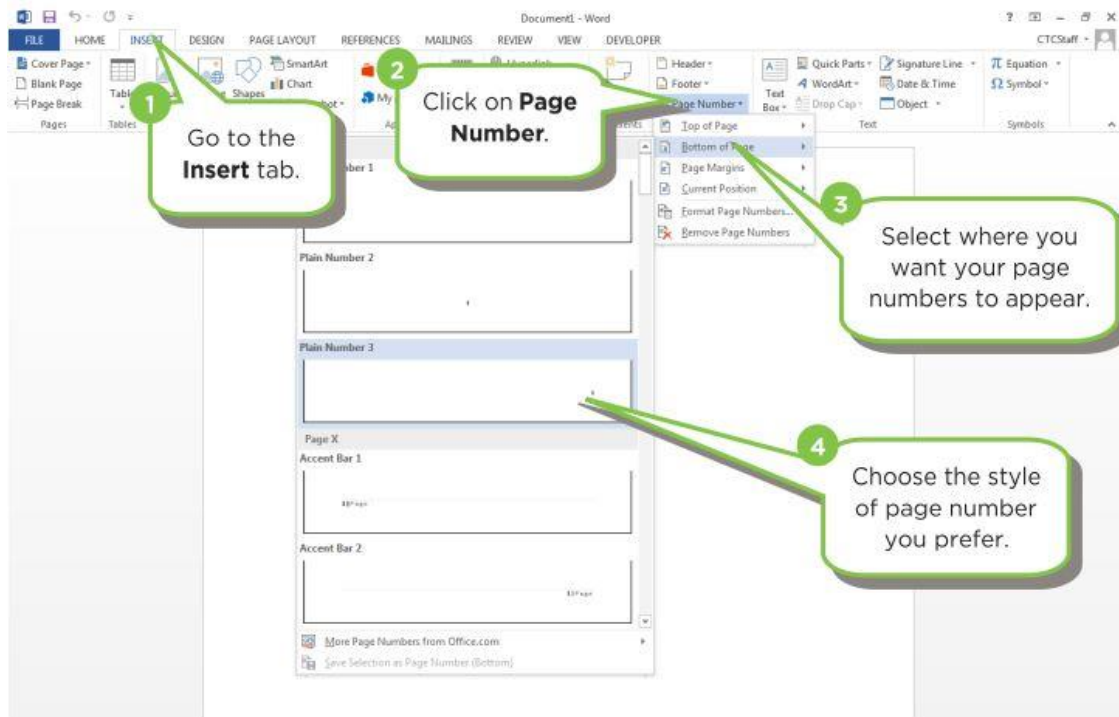 Document1 - Word
FILE HOME INSERT DESIGN PAGE LAYOUT REFERENCES MAILINGS REVIEW VIEW DEVELOPER
CTCStaff
Cover Page
Blank Page
Page Break
Pages
Tables
Shapes
SmartArt
Chart
My
1
Go to the
Insert tab.
2
Click on Page
Number.
Header
Footer
Page Number
Text
Box
Quick Parts
WordArt
Drop Cap
Signature Line
Date & Time
Object
Text
Equation
Symbol
Symbols
Top of Page
Bottom of Page
Page Margins
Current Position
Format Page Numbers...
Remove Page Numbers
3
Select where you
want your page
numbers to appear.
Plain Number 2
Plain Number 3
Page X
Accent Bar 1
Accent Bar 2
More Page Numbers from Office.com
Save Selection as Page Number (Bottom)
4
Choose the style
of page number
you prefer.